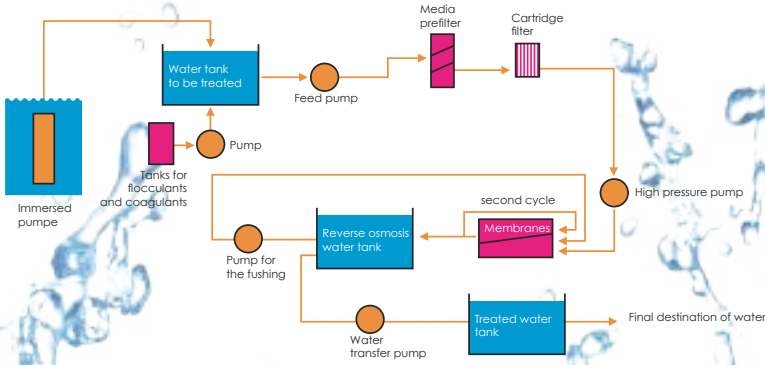 Media
prefilter
Cartridge
filter
Water tank
to be treated
Feed pump
Pump
Tanks for
flocculants
and coagulants
Immersed
pumpe
High pressure pump
second cycle
Membranes
Reverse osmosis
water tank
Pump for
the fushing
Treated water
tank
Final destination of water
Water
transfer pump